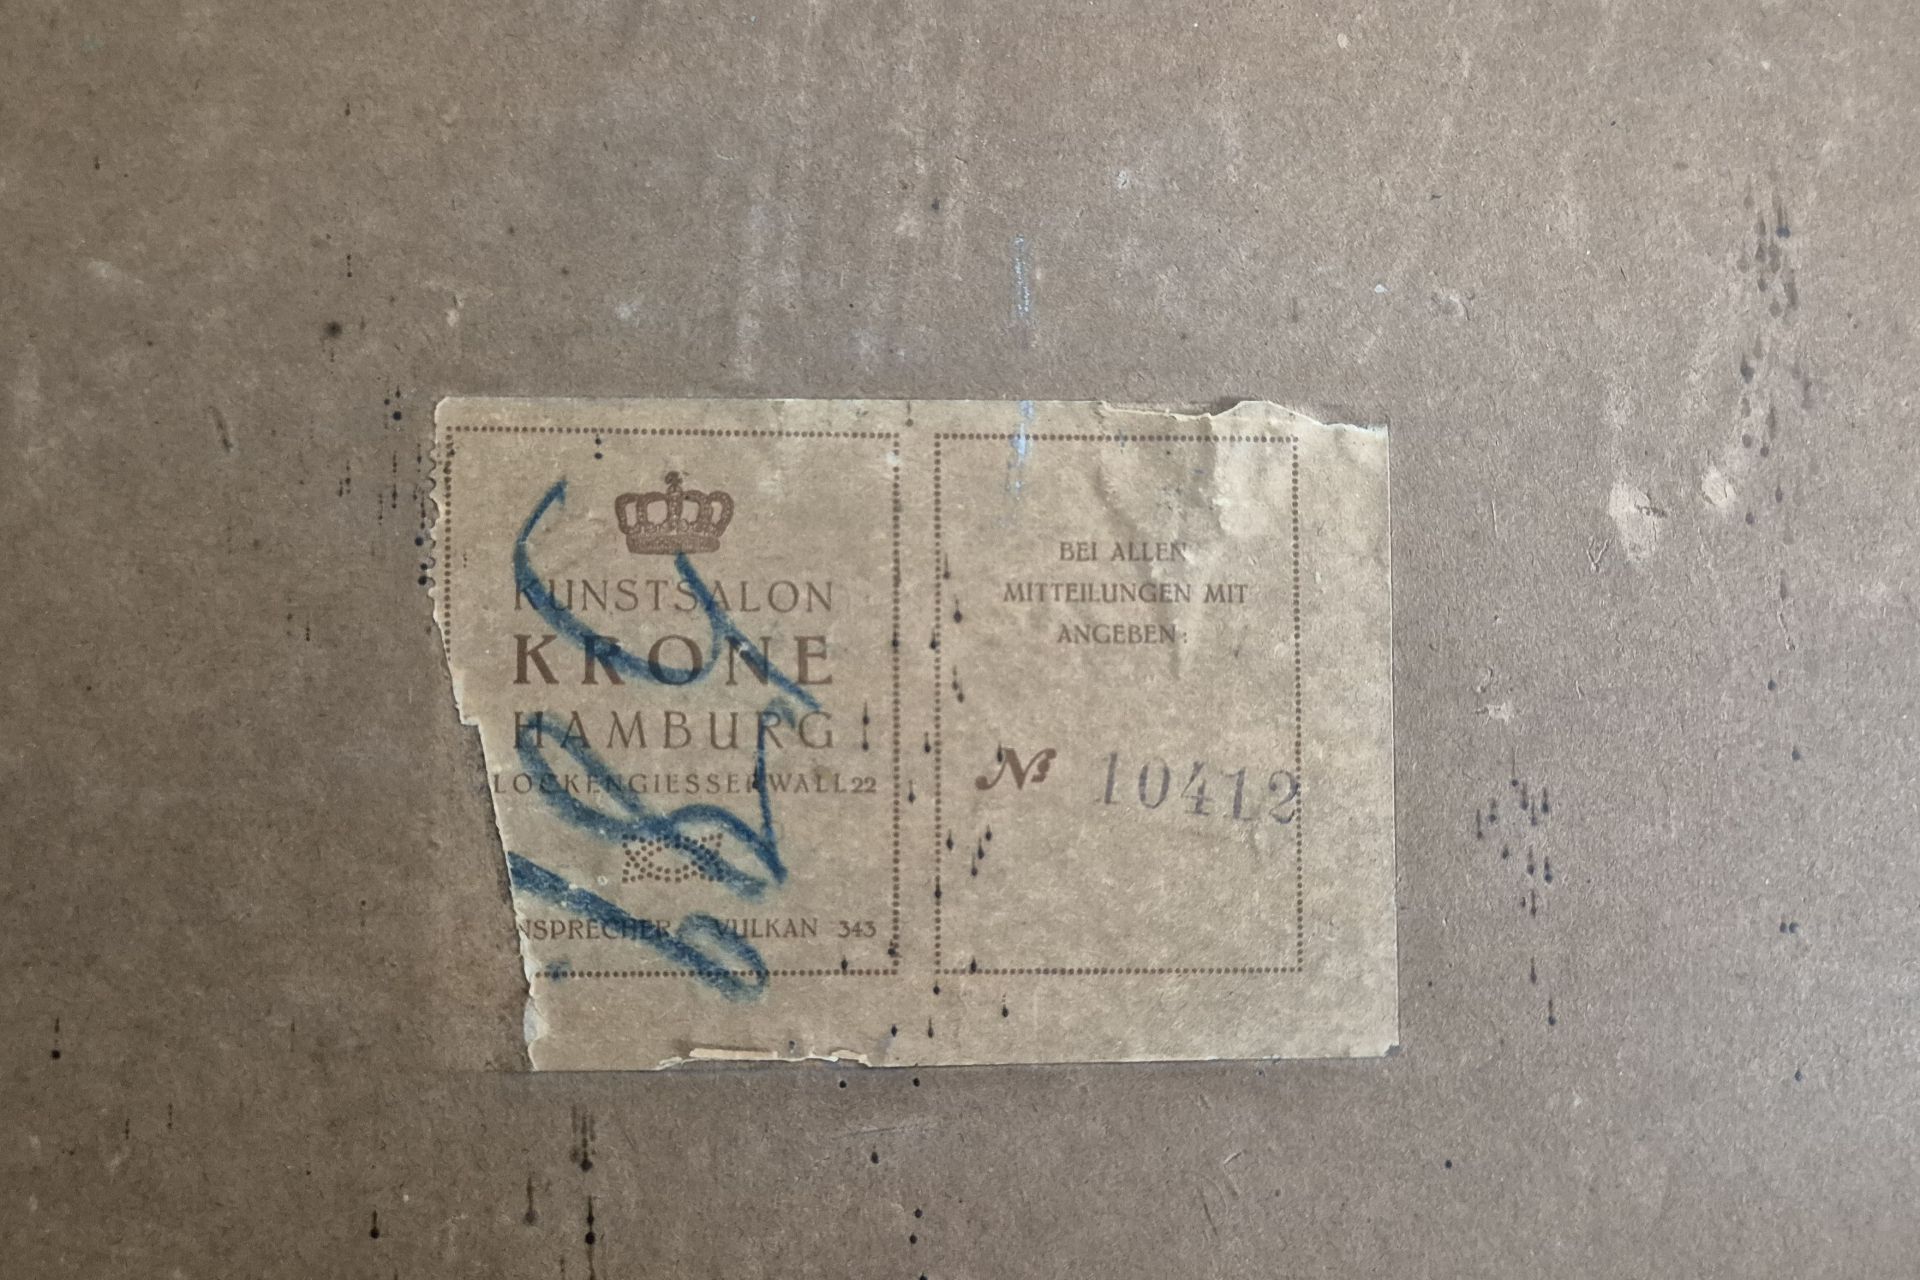 KUNSTSALON
KRONE
HAMBURG
LOCKENGIESSERWALL 22
NSPRECHER VULKAN 343
BEI ALLEN
MITTEILUNGEN MIT
ANGEBEN:
№ 10412